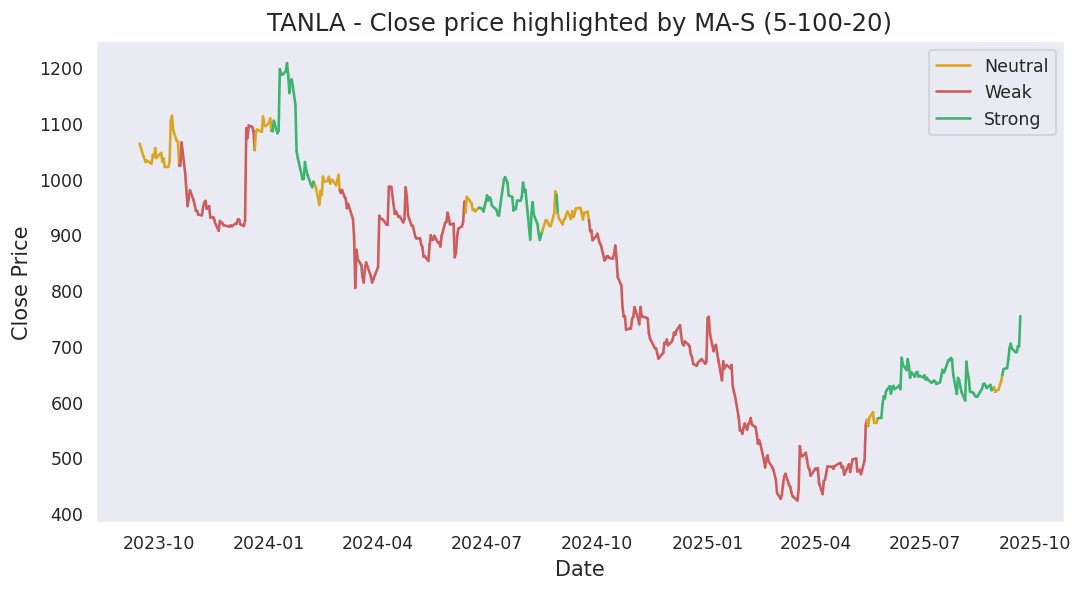 TANLA - Close price highlighted by MA-S (5-100-20)
Neutral
Weak
Strong
Close Price
1200
1100
1000
900
800
700
600
500
400
2023-10 2024-01 2024-04 2024-07 2024-10 2025-01 2025-04 2025-07 2025-10
Date